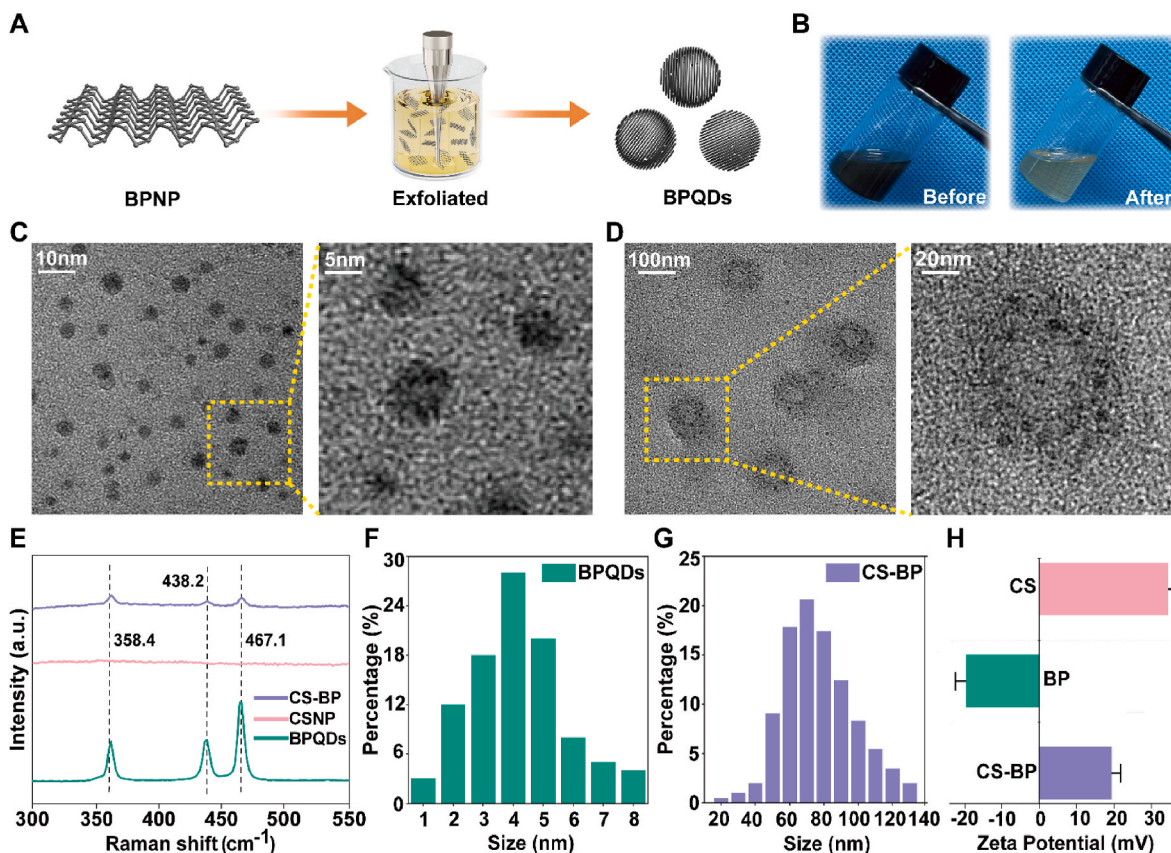 A
BPNP
Exfoliated
BPQDs
B
Before
After
C
10nm
5nm
D
100nm
20nm
E
438.2
358.4
467.1
CS-BP
CSNP
BPQDs
Intensity (a.u.)
300 350 400 450 500 550
Raman shift (cm⁻¹)
F
BPQDs
Percentage (%)
30
24
18
12
6
0
1 2 3 4 5 6 7 8
Size (nm)
G
CS-BP
Percentage (%)
25
20
15
10
5
0
20 40 60 80 100 120 140
Size (nm)
H
CS
BP
CS-BP
-20 0 20 40
Zeta Potential (mV)